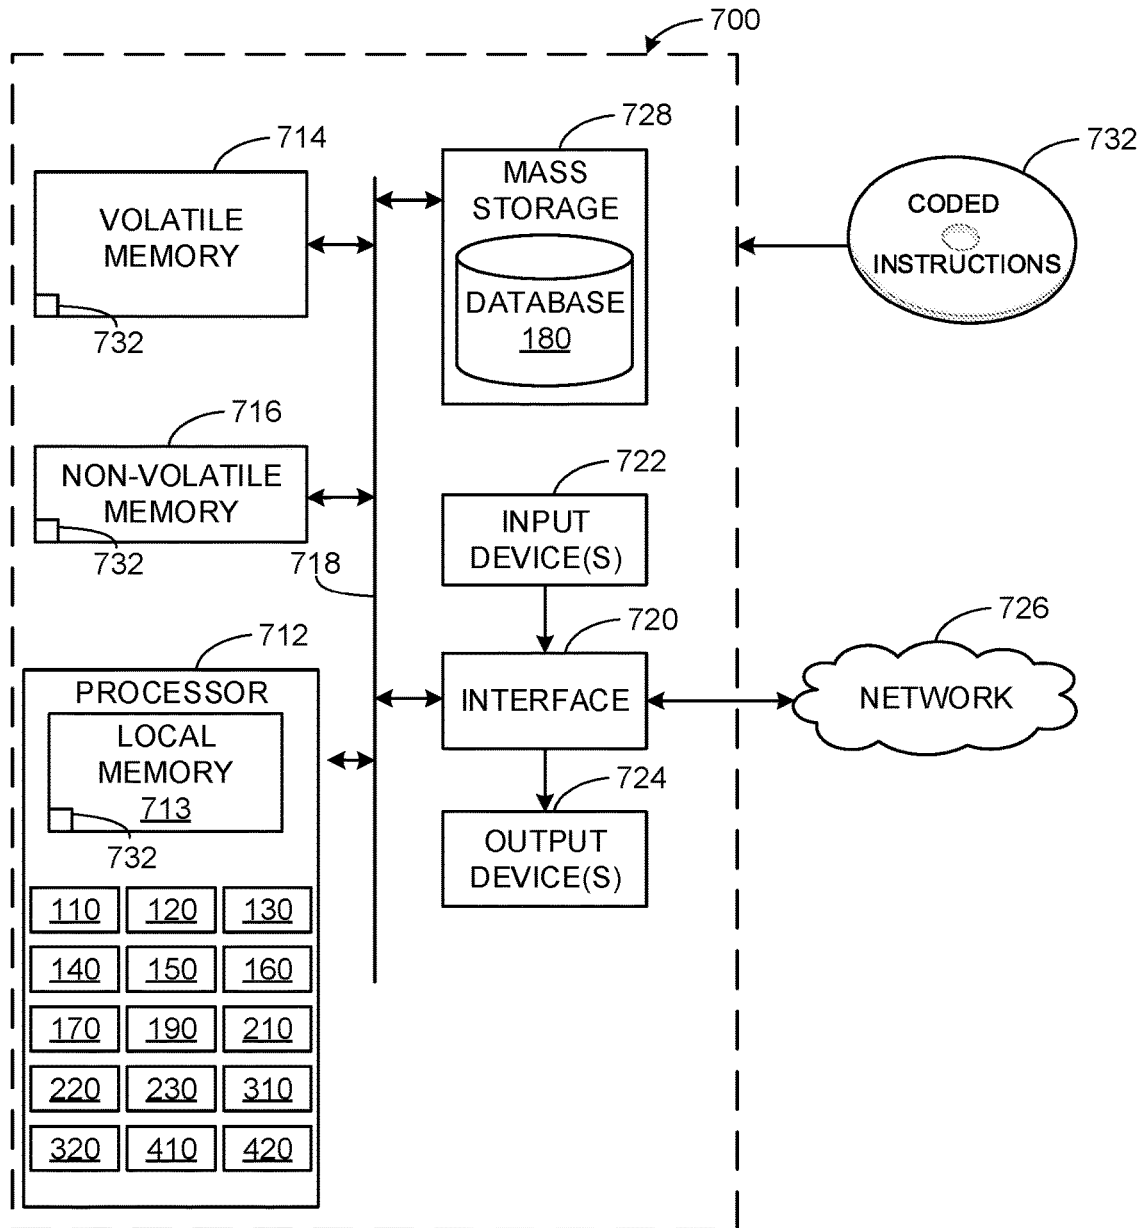 700
714
VOLATILE
MEMORY
732
728
MASS
STORAGE
DATABASE
180
732
CODED
INSTRUCTIONS
716
NON-VOLATILE
MEMORY
732
718
722
INPUT
DEVICE(S)
720
INTERFACE
726
NETWORK
724
OUTPUT
DEVICE(S)
712
PROCESSOR
LOCAL
MEMORY
713
732
110 120 130
140 150 160
170 190 210
220 230 310
320 410 420